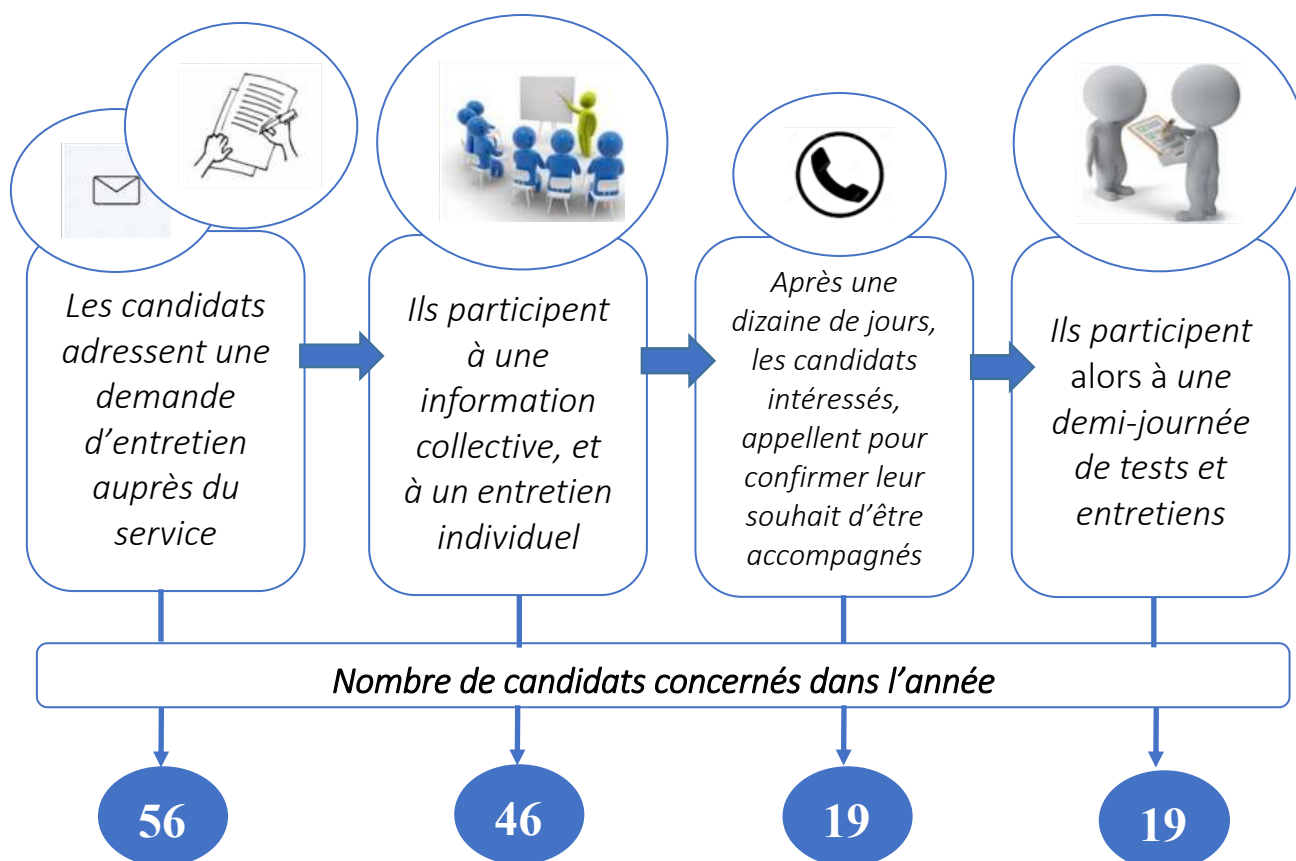 Les candidats
adressent une
demande
d’entretien
auprès du
service
Ils participent
à une
information
collective, et
à un entretien
individuel
Après une
dizaine de jours,
les candidats
intéressés,
appellent pour
confirmer leur
souhait d’être
accompagnés
Ils participent
alors à une
demi-journée
de tests et
entretiens
Nombre de candidats concernés dans l’année
56
46
19
19